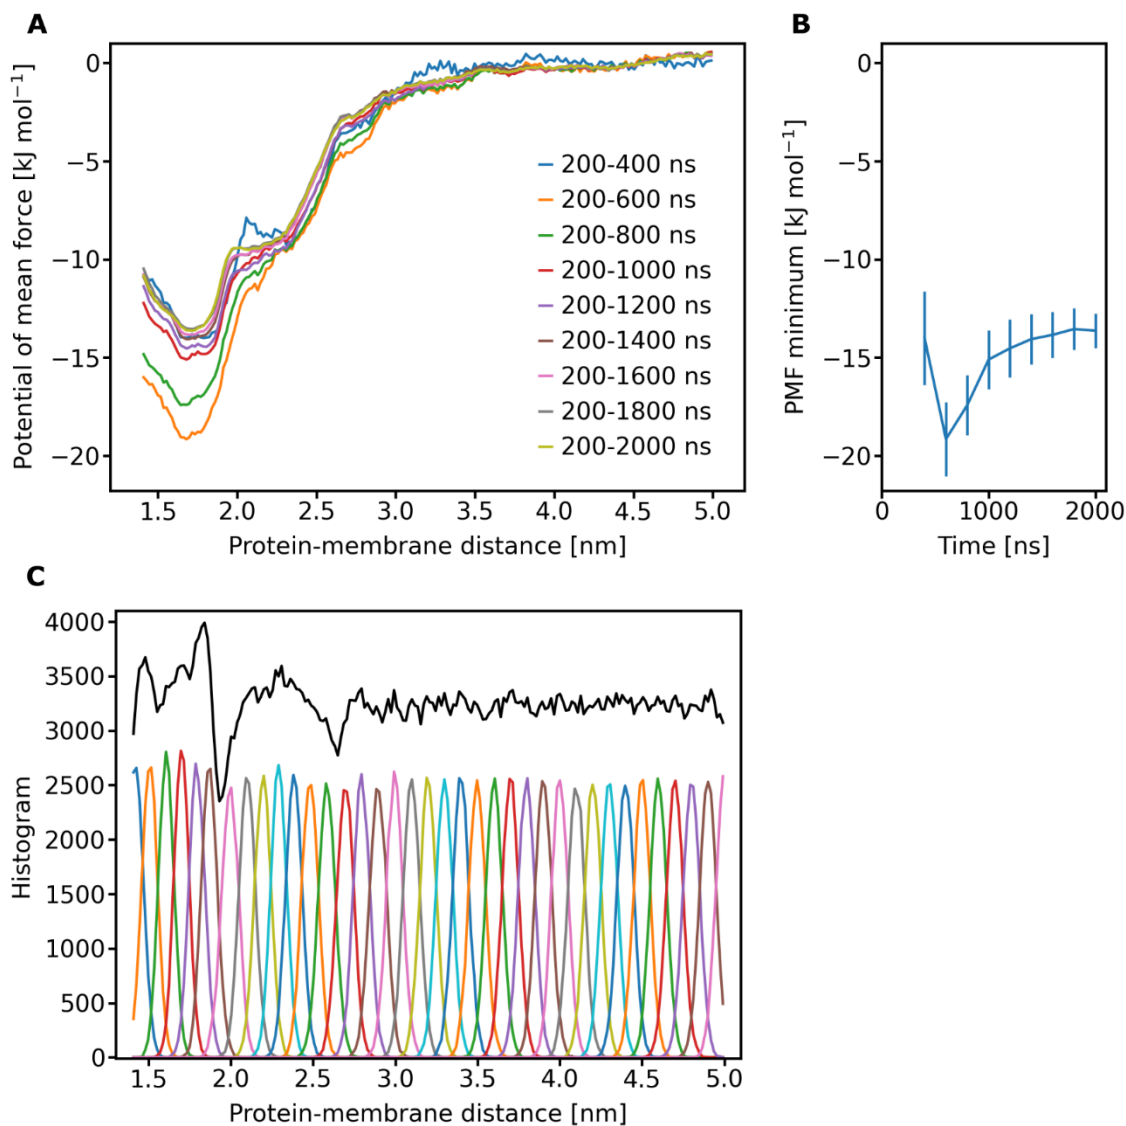 A
B
Potential of mean force [kJ mol⁻¹]
0
−5
−10
−15
−20
200-400 ns
200-600 ns
200-800 ns
200-1000 ns
200-1200 ns
200-1400 ns
200-1600 ns
200-1800 ns
200-2000 ns
1.5 2.0 2.5 3.0 3.5 4.0 4.5 5.0
Protein-membrane distance [nm]
PMF minimum [kJ mol⁻¹]
0
−5
−10
−15
−20
0 1000 2000
Time [ns]
C
Histogram
4000
3500
3000
2500
2000
1500
1000
500
0
1.5 2.0 2.5 3.0 3.5 4.0 4.5 5.0
Protein-membrane distance [nm]